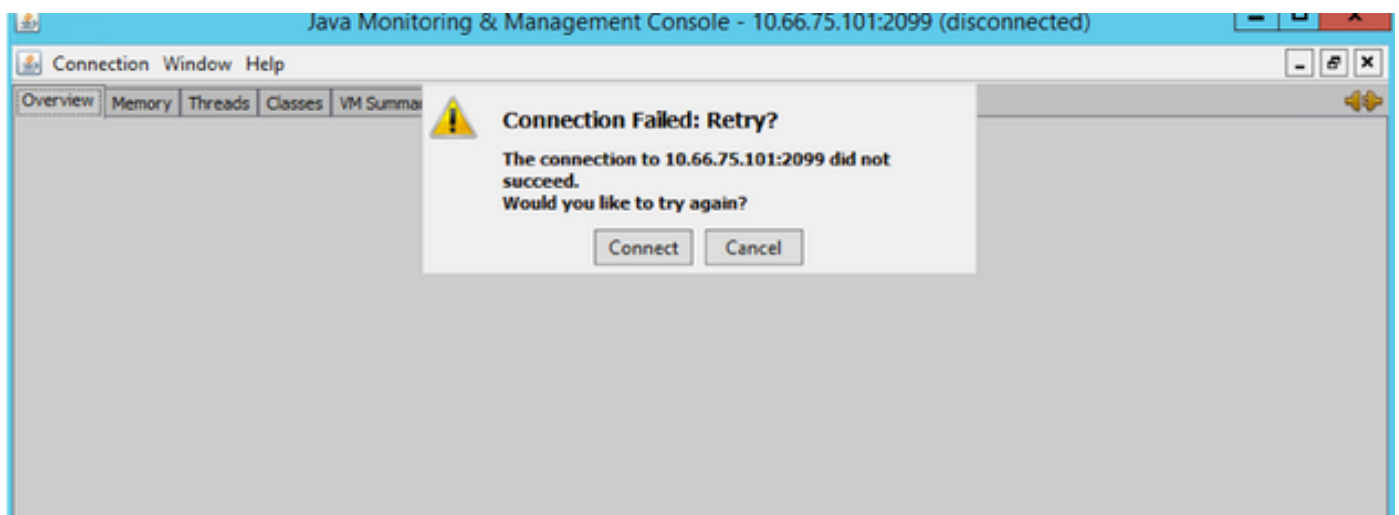 Java Monitoring & Management Console - 10.66.75.101:2099 (disconnected)
Connection Window Help
Overview Memory Threads Classes VM Summar
Connection Failed: Retry?
The connection to 10.66.75.101:2099 did not
succeed.
Would you like to try again?
Connect Cancel